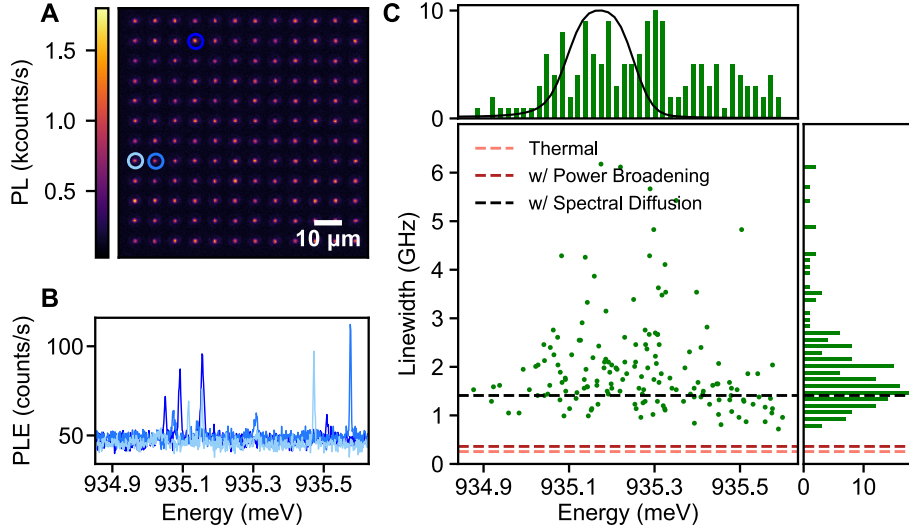 A
PL (kcounts/s)
1.5
1.0
0.5
10 µm
B
PLE (counts/s)
100
50
934.9
935.1
935.3
935.5
Energy (meV)
C
10
0
Thermal
w/ Power Broadening
w/ Spectral Diffusion
Linewidth (GHz)
6
5
4
3
2
1
0
934.9
935.1
935.3
935.5
Energy (meV)
0
10